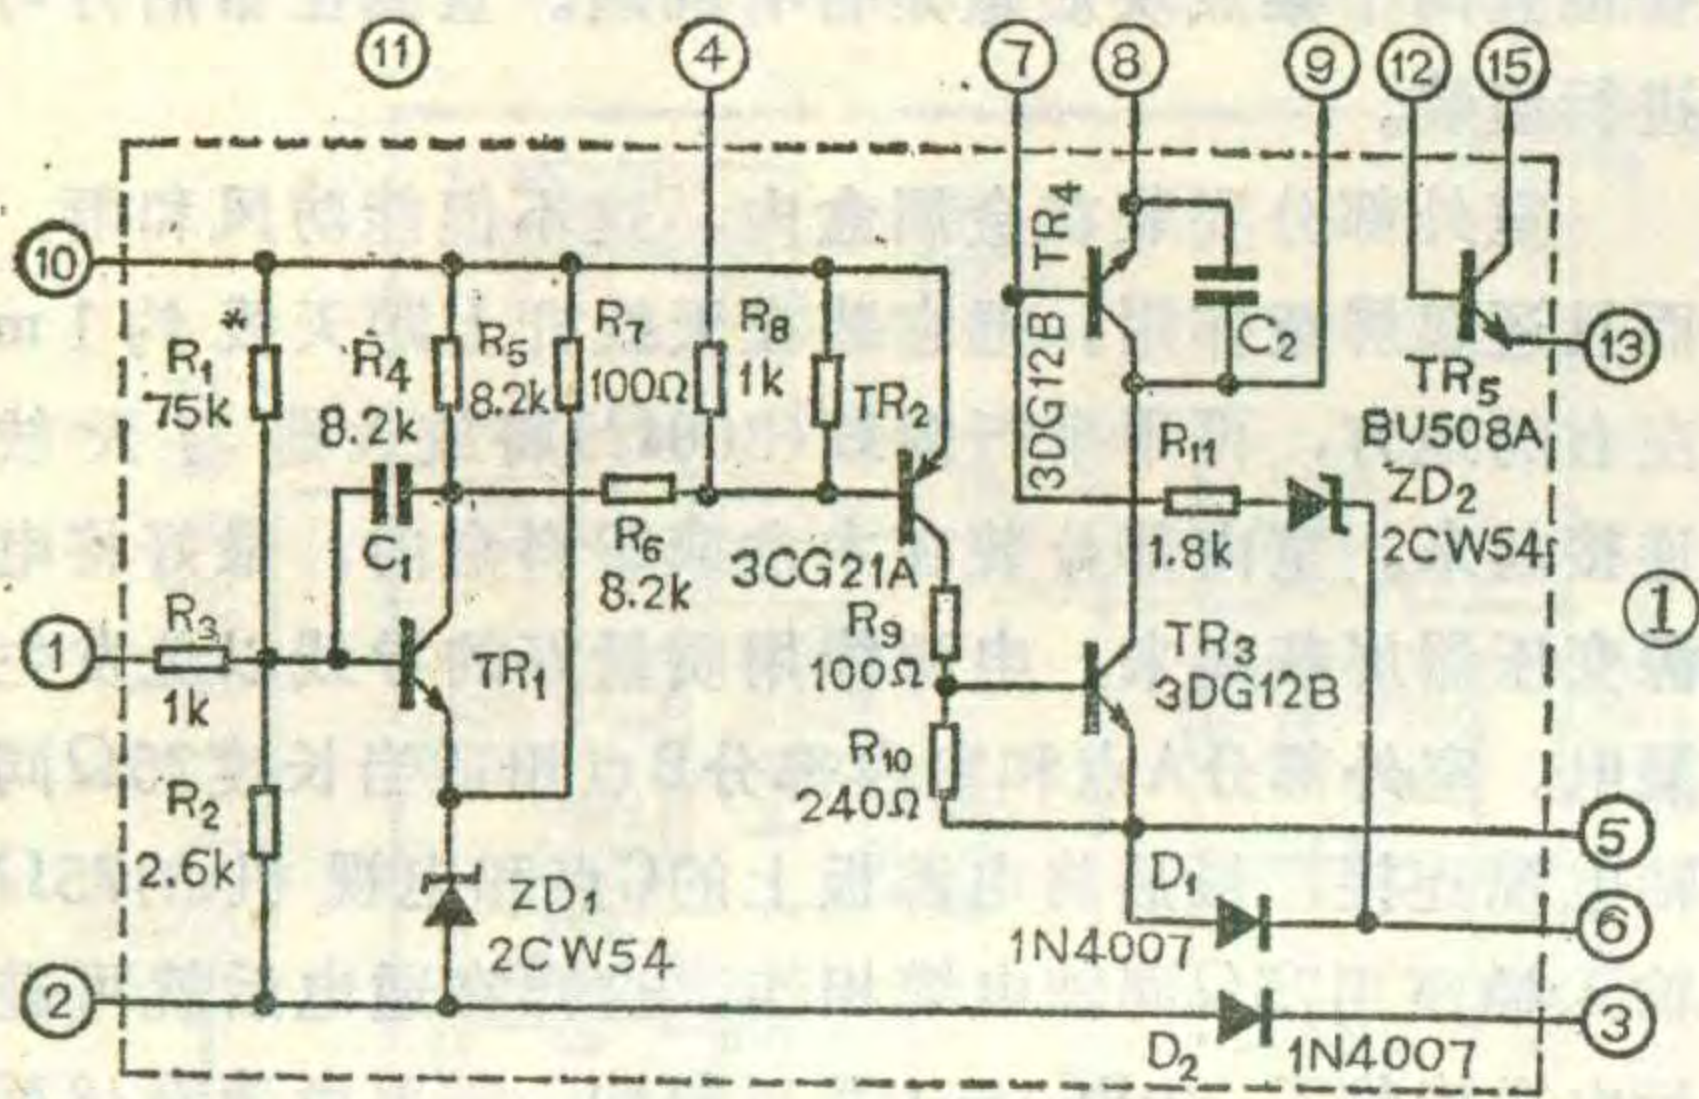 ⑪ ④ ⑦ ⑧ ⑨ ⑫ ⑮
⑩
R₁*
75k
R₄
8.2k
R₅
8.2k
R₇
100Ω
R₈
1k
TR₂
3CG21A
TR₄
3DG12B
C₂
TR₅
BU508A
⑬
C₁
R₆
8.2k
R₁₁
1.8k
ZD₂
2CW54
①
①
R₃
1k
TR₁
R₉
100Ω
TR₃
3DG12B
R₂
2.6k
R₁₀
240Ω
⑤
ZD₁
2CW54
D₁
1N4007
⑥
②
D₂
1N4007
③